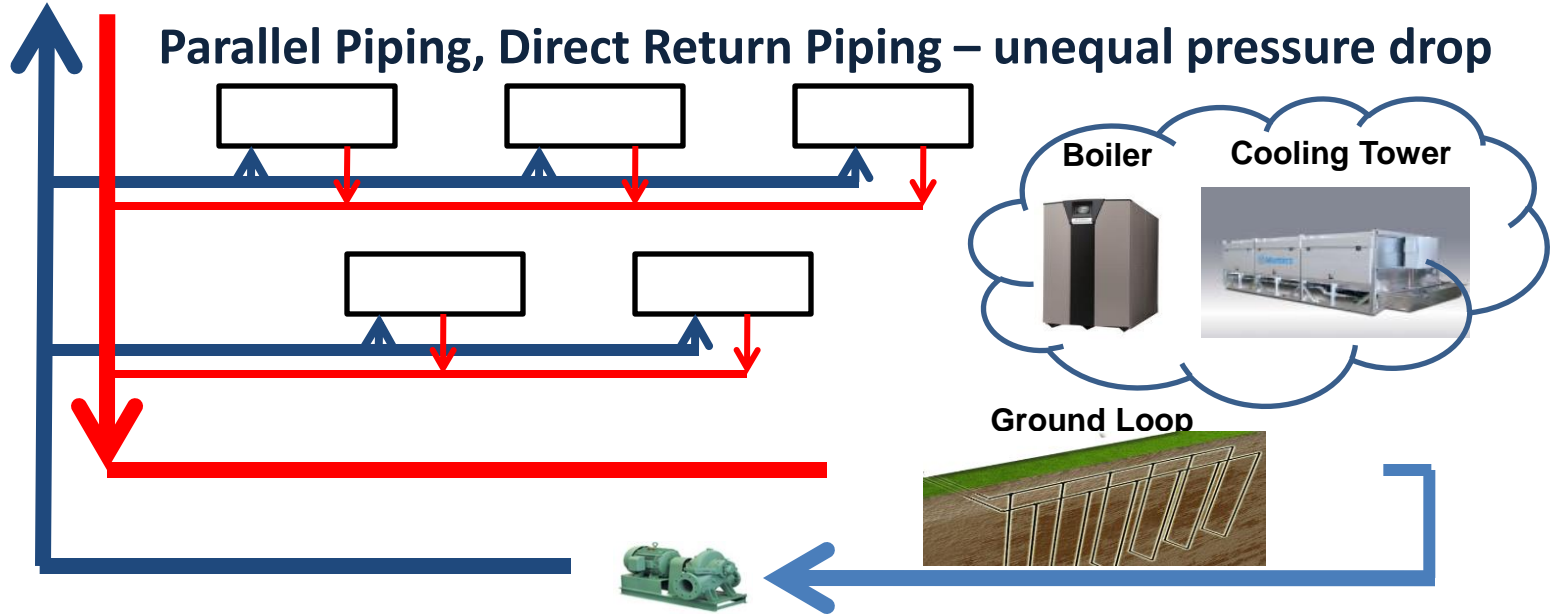 Parallel Piping, Direct Return Piping – unequal pressure drop
Boiler
Cooling Tower
Ground Loop